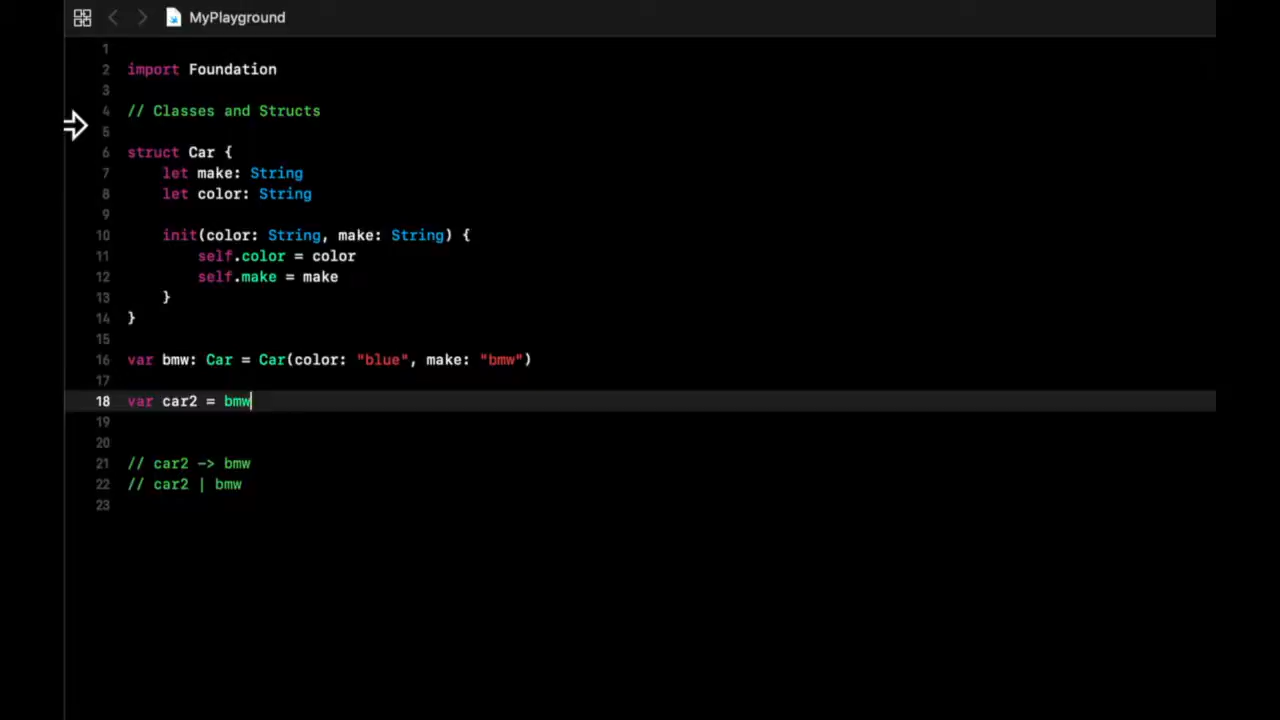 MyPlayground
1
2 import Foundation
3
4 // Classes and Structs
5
6 struct Car {
7 let make: String
8 let color: String
9
10 init(color: String, make: String) {
11 self.color = color
12 self.make = make
13 }
14 }
15
16 var bmw: Car = Car(color: "blue", make: "bmw")
17
18 var car2 = bmw
19
20
21 // car2 -> bmw
22 // car2 | bmw
23